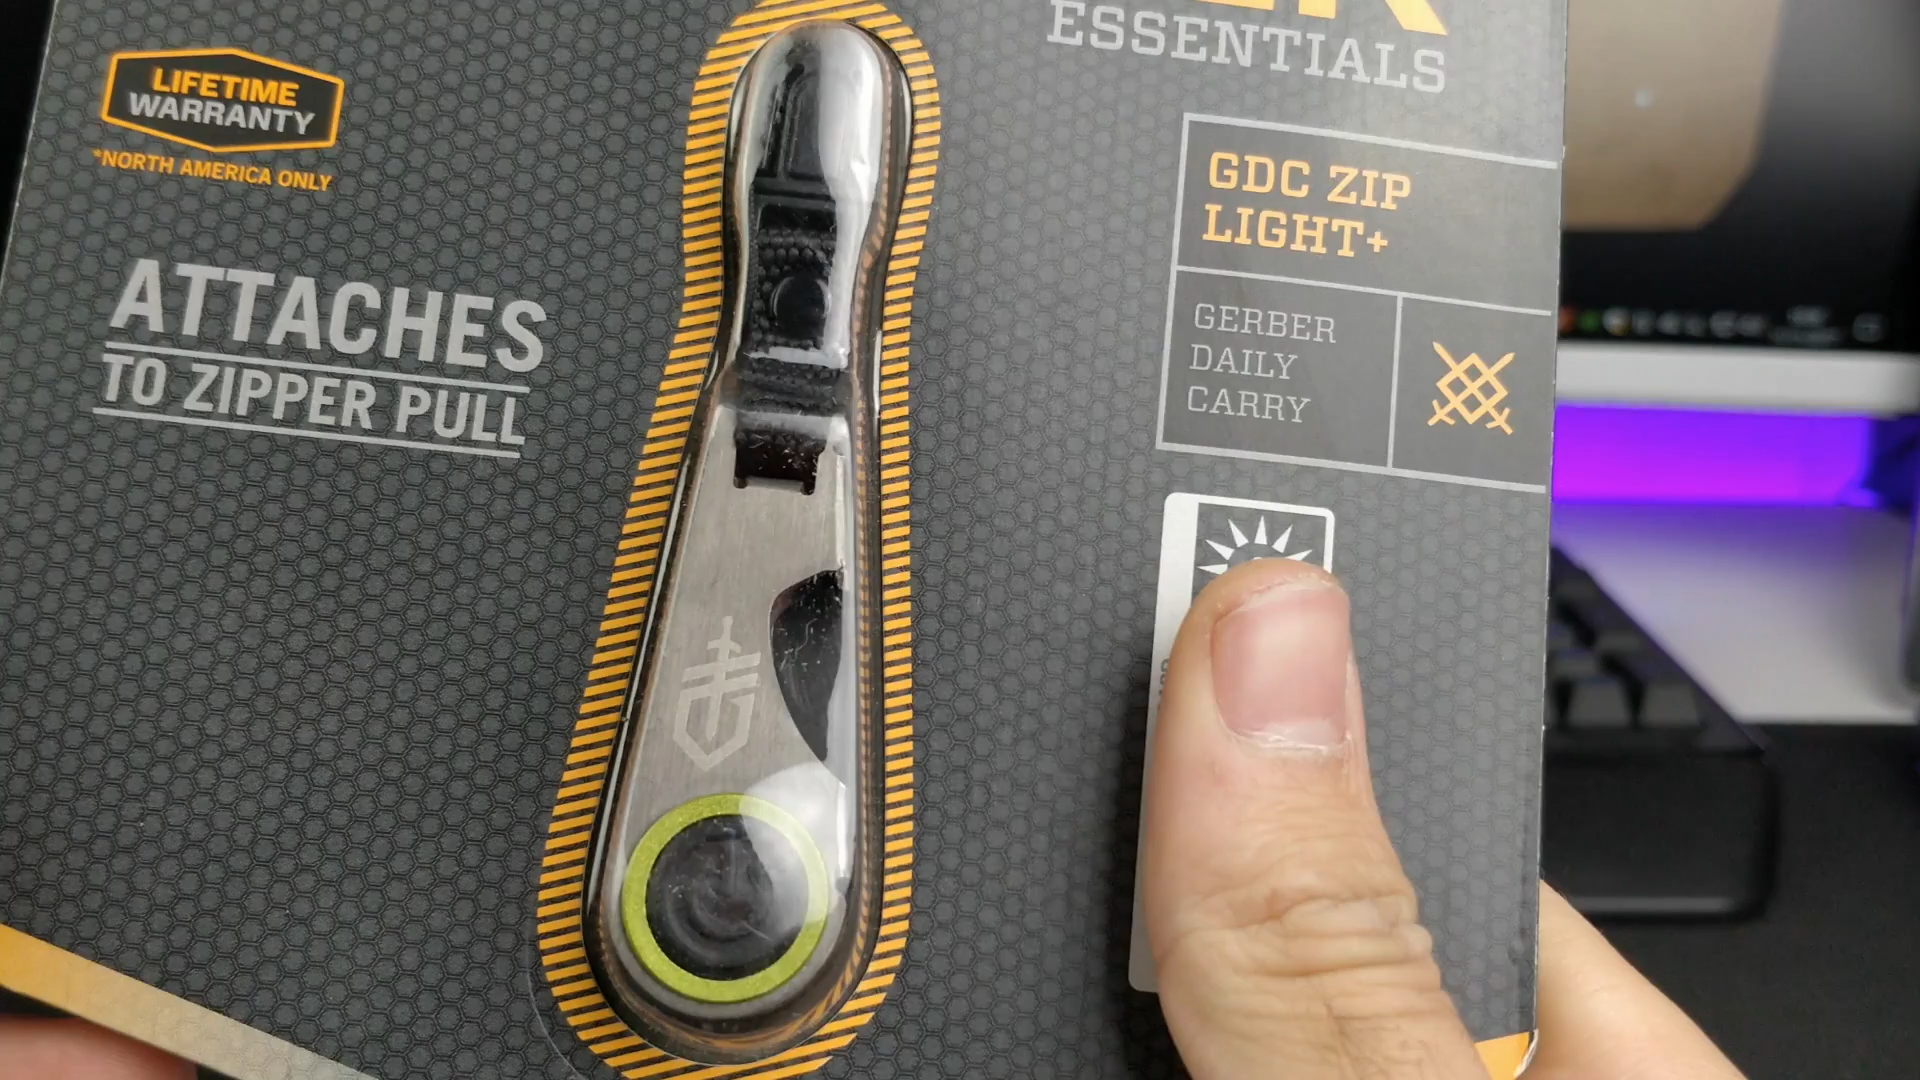 LIFETIME
WARRANTY
*NORTH AMERICA ONLY
ATTACHES
TO ZIPPER PULL
ESSENTIALS
GDC ZIP
LIGHT+
GERBER
DAILY
CARRY